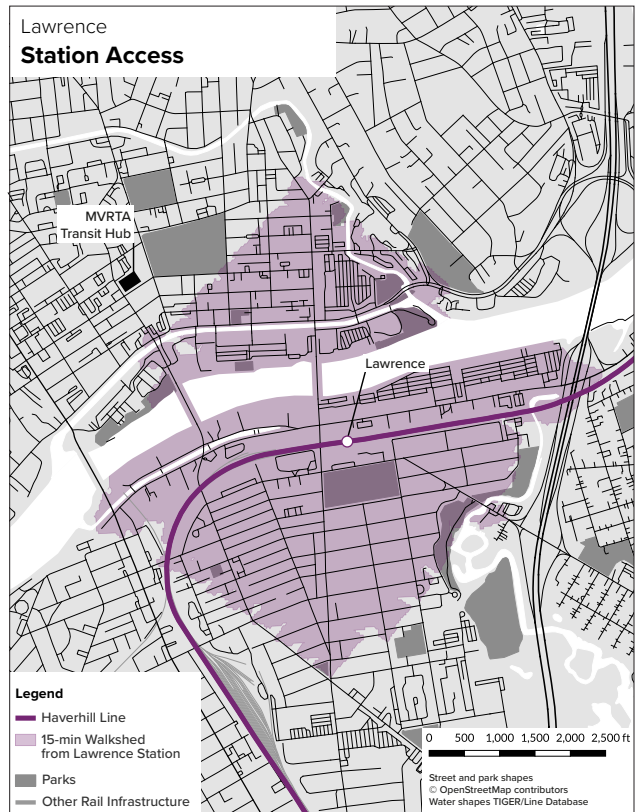 Lawrence
Station Access
MVRTA
Transit Hub
Lawrence
Legend
Haverhill Line
15-min Walkshed
from Lawrence Station
Parks
Other Rail Infrastructure
0 500 1,000 1,500 2,000 2,500 ft
Street and park shapes
© OpenStreetMap contributors
Water shapes TIGER/Line Database